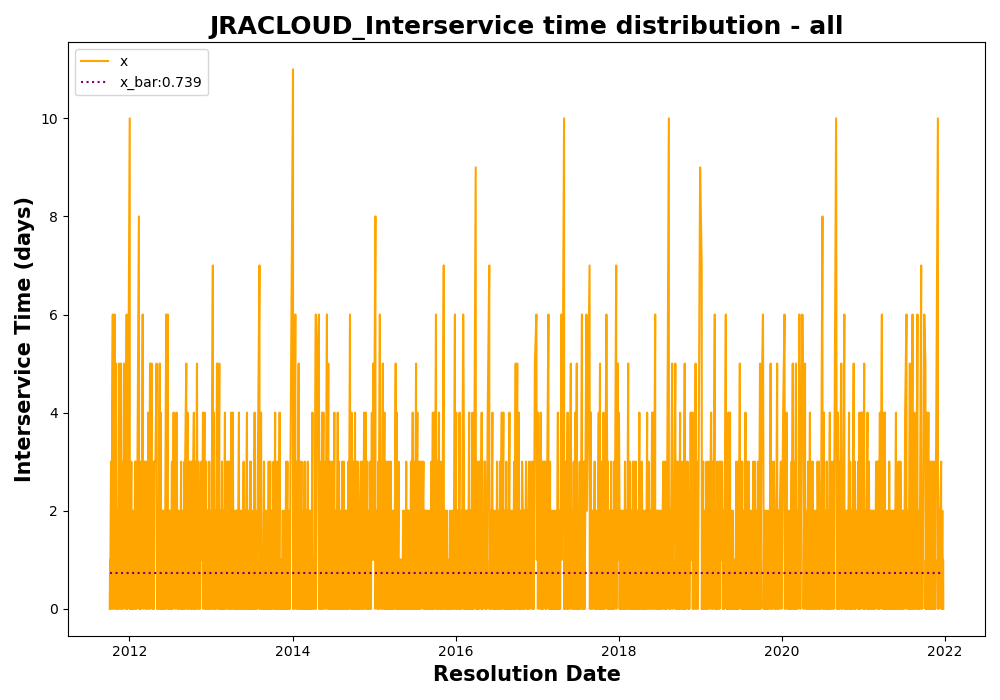 JRACLOUD_Interservice time distribution - all
x
x_bar:0.739
Interservice Time (days)
10
8
6
4
2
0
2012 2014 2016 2018 2020 2022
Resolution Date